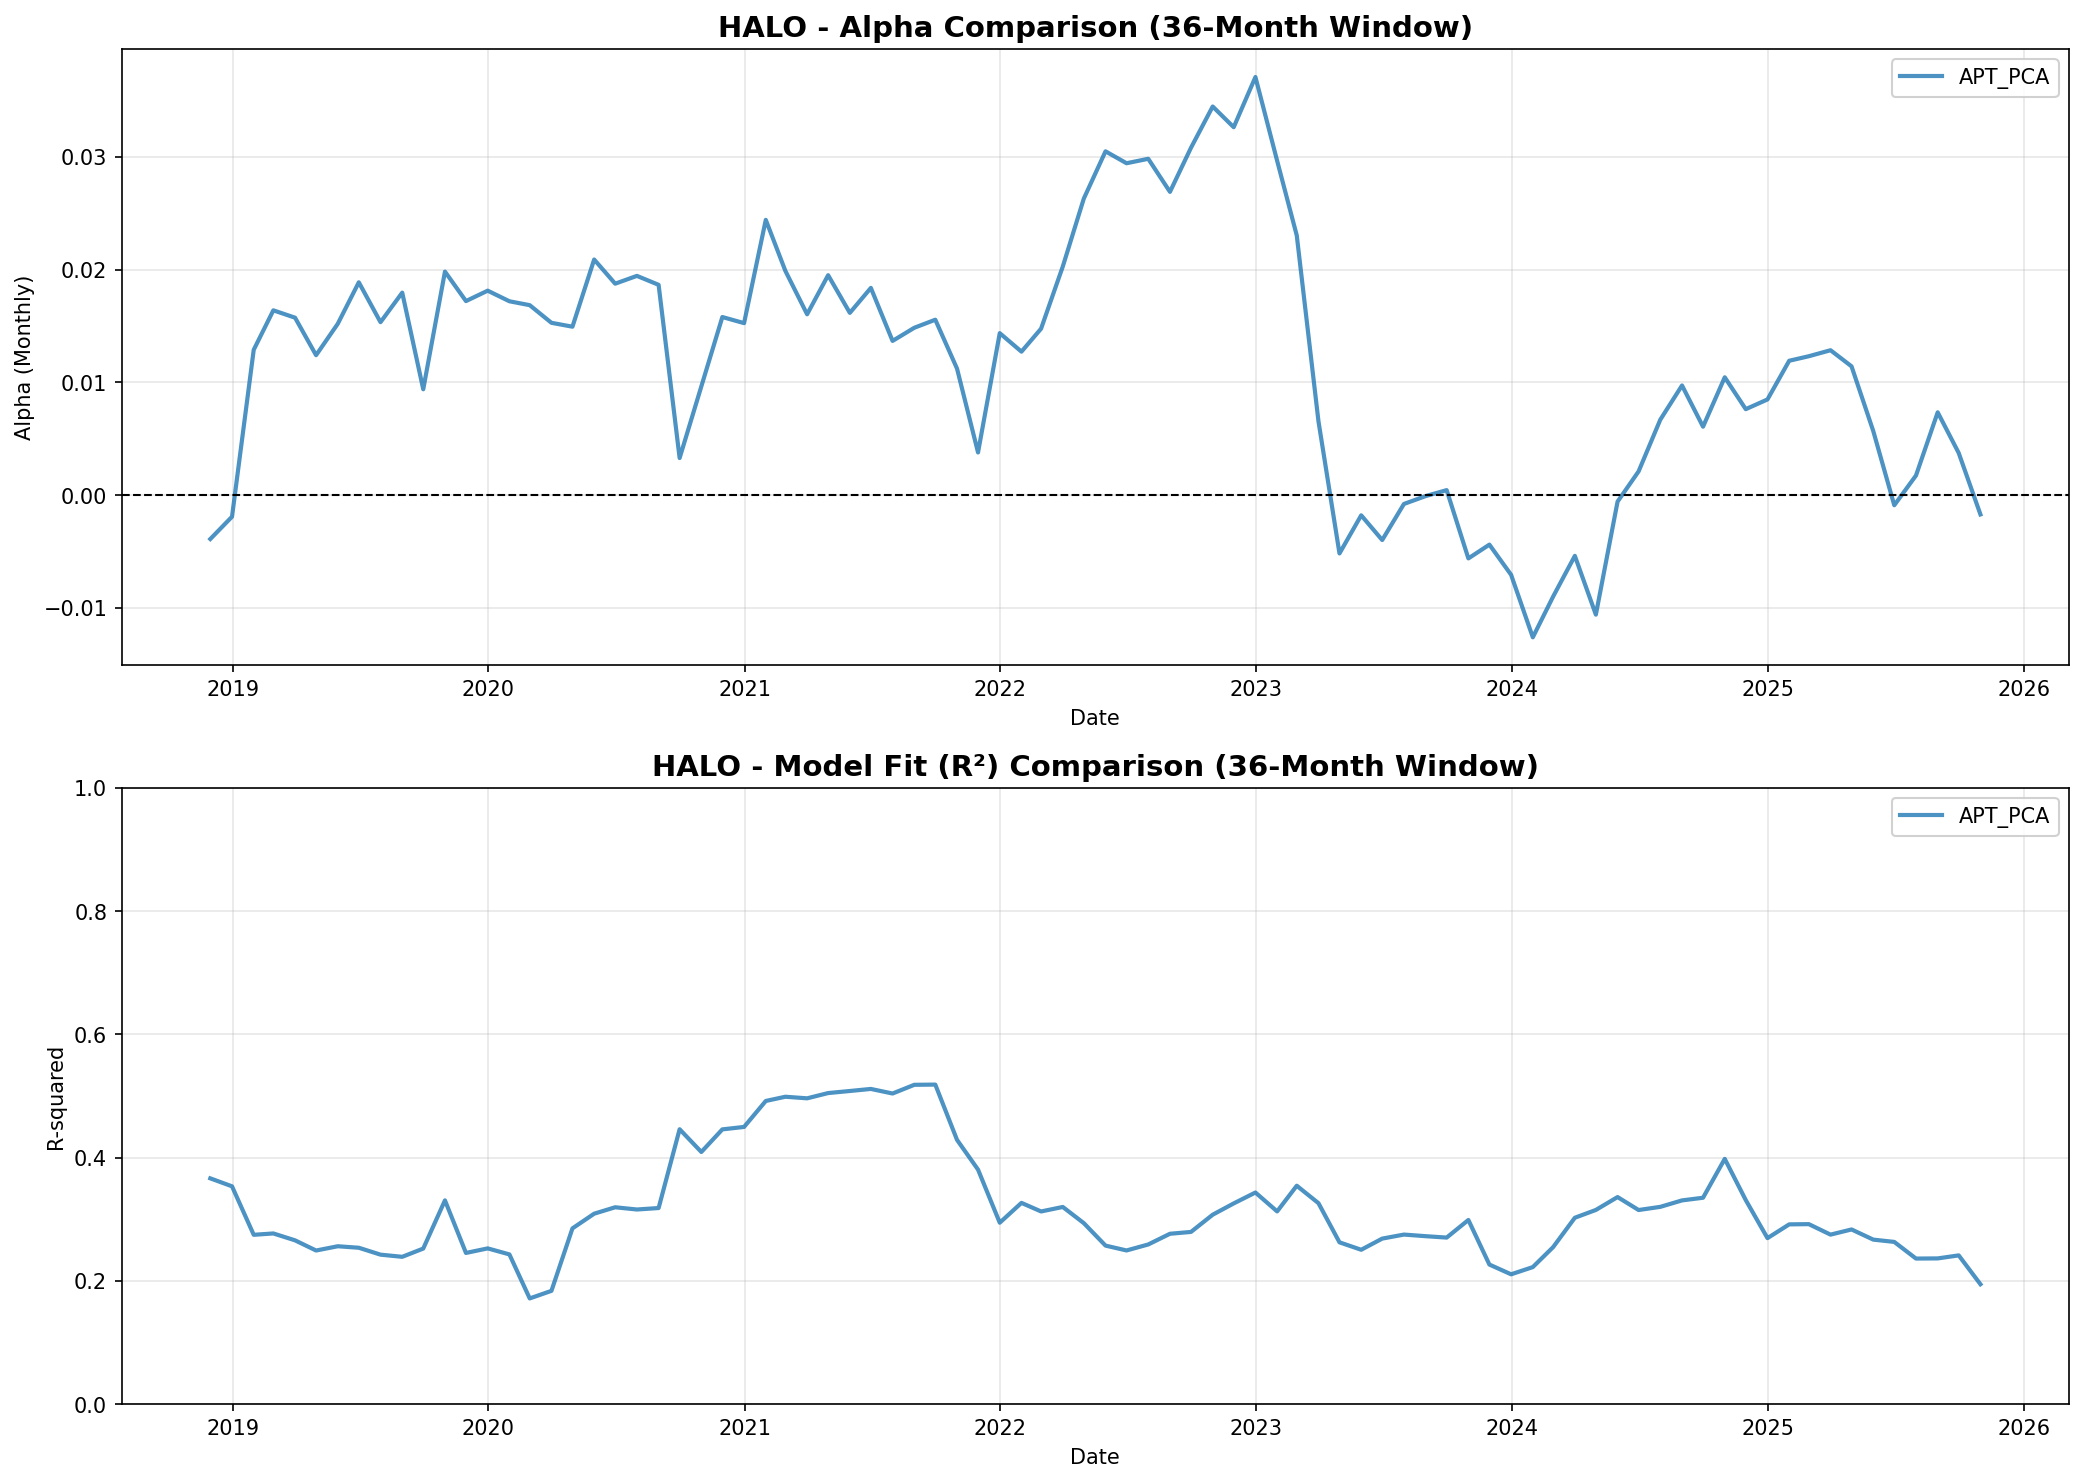 HALO - Alpha Comparison (36-Month Window)
APT_PCA
Alpha (Monthly)
0.03
0.02
0.01
0.00
−0.01
2019 2020 2021 2022 2023 2024 2025 2026
Date
HALO - Model Fit (R²) Comparison (36-Month Window)
APT_PCA
R-squared
1.0
0.8
0.6
0.4
0.2
0.0
2019 2020 2021 2022 2023 2024 2025 2026
Date